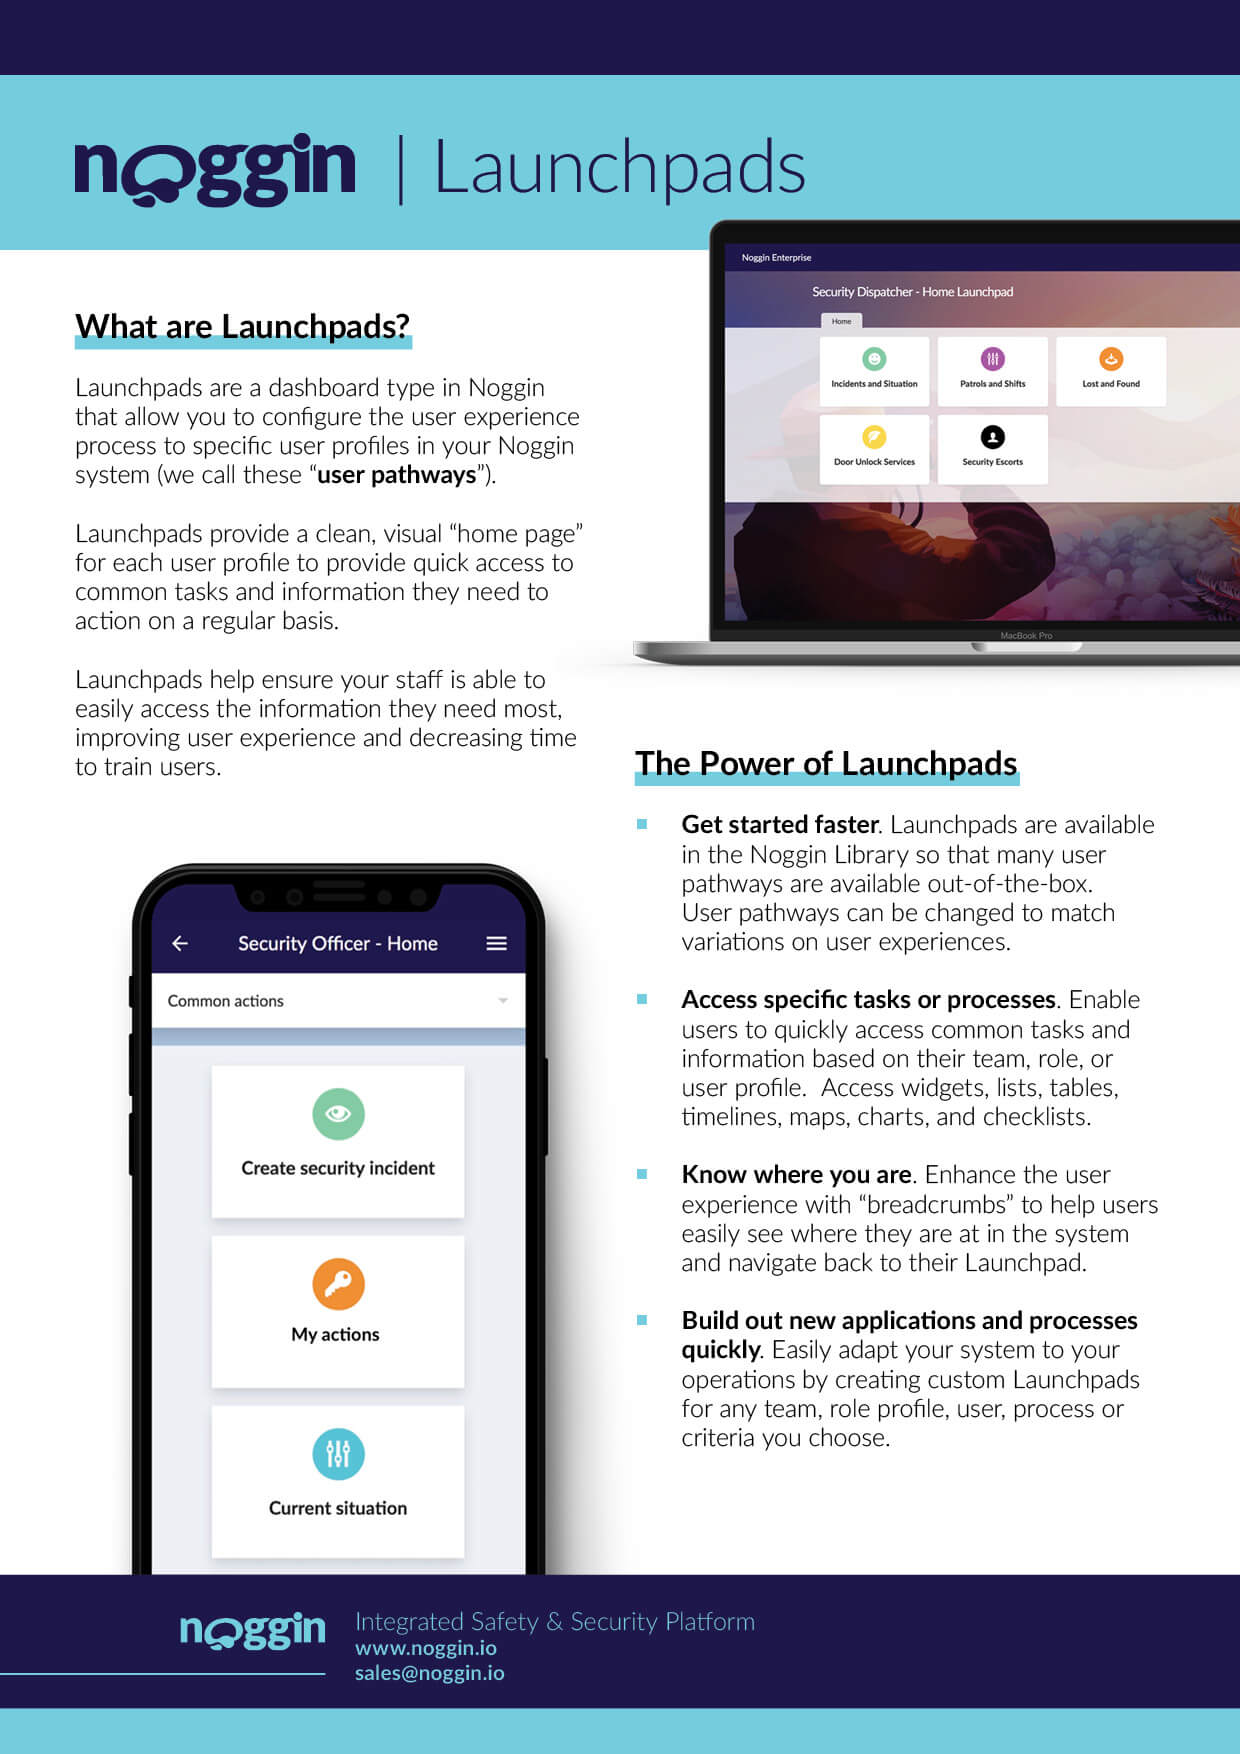 noggin | Launchpads
What are Launchpads?
Launchpads are a dashboard type in Noggin
that allow you to configure the user experience
process to specific user profiles in your Noggin
system (we call these “user pathways”).
Launchpads provide a clean, visual “home page”
for each user profile to provide quick access to
common tasks and information they need to
action on a regular basis.
Launchpads help ensure your staff is able to
easily access the information they need most,
improving user experience and decreasing time
to train users.
Noggin Enterprise
Security Dispatcher - Home Launchpad
Home
Incidents and Situation
Patrols and Shifts
Lost and Found
Door Unlock Services
Security Escorts
MacBook Pro
The Power of Launchpads
Get started faster. Launchpads are available
in the Noggin Library so that many user
pathways are available out-of-the-box.
User pathways can be changed to match
variations on user experiences.
Access specific tasks or processes. Enable
users to quickly access common tasks and
information based on their team, role, or
user profile.  Access widgets, lists, tables,
timelines, maps, charts, and checklists.
Know where you are. Enhance the user
experience with “breadcrumbs” to help users
easily see where they are at in the system
and navigate back to their Launchpad.
Build out new applications and processes
quickly. Easily adapt your system to your
operations by creating custom Launchpads
for any team, role profile, user, process or
criteria you choose.
Security Officer - Home
Common actions
Create security incident
My actions
Current situation
noggin
Integrated Safety & Security Platform
www.noggin.io
sales@noggin.io